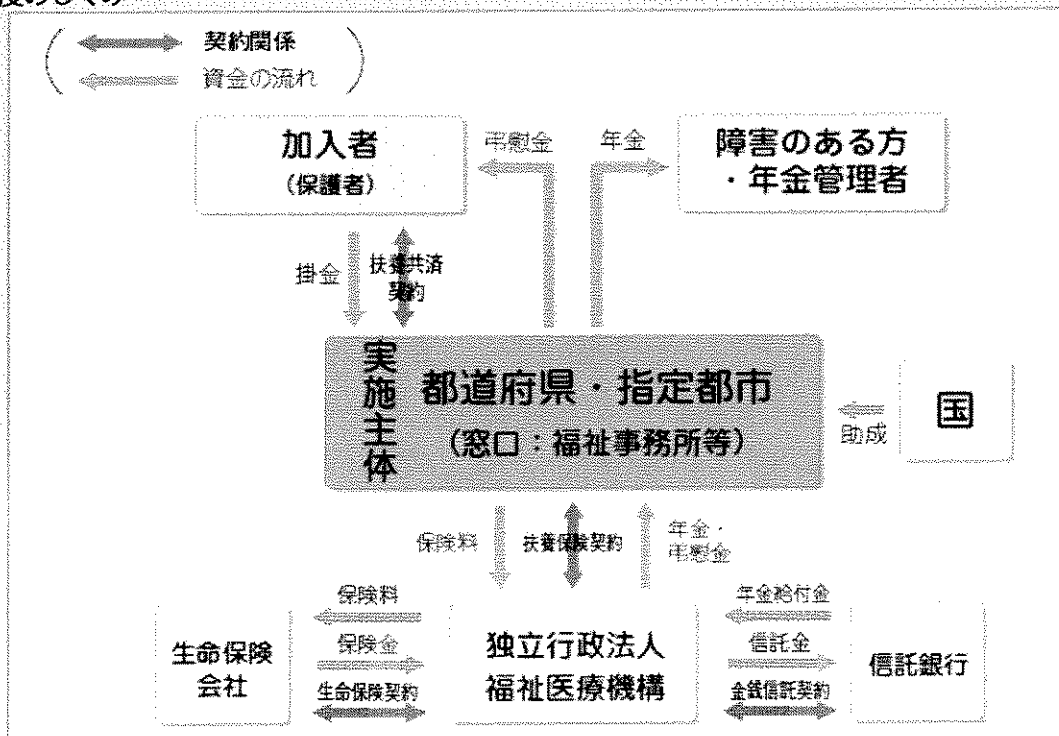 契約関係
資金の流れ
加入者
(保護者)
弔慰金
年金
障害のある方
・年金管理者
掛金
扶養共済
契約
実施主体
都道府県・指定都市
(窓口：福祉事務所等)
助成
国
保険料
扶養保険契約
年金・
弔慰金
生命保険
会社
保険料
保険金
生命保険契約
独立行政法人
福祉医療機構
年金給付金
信託金
金銭信託契約
信託銀行